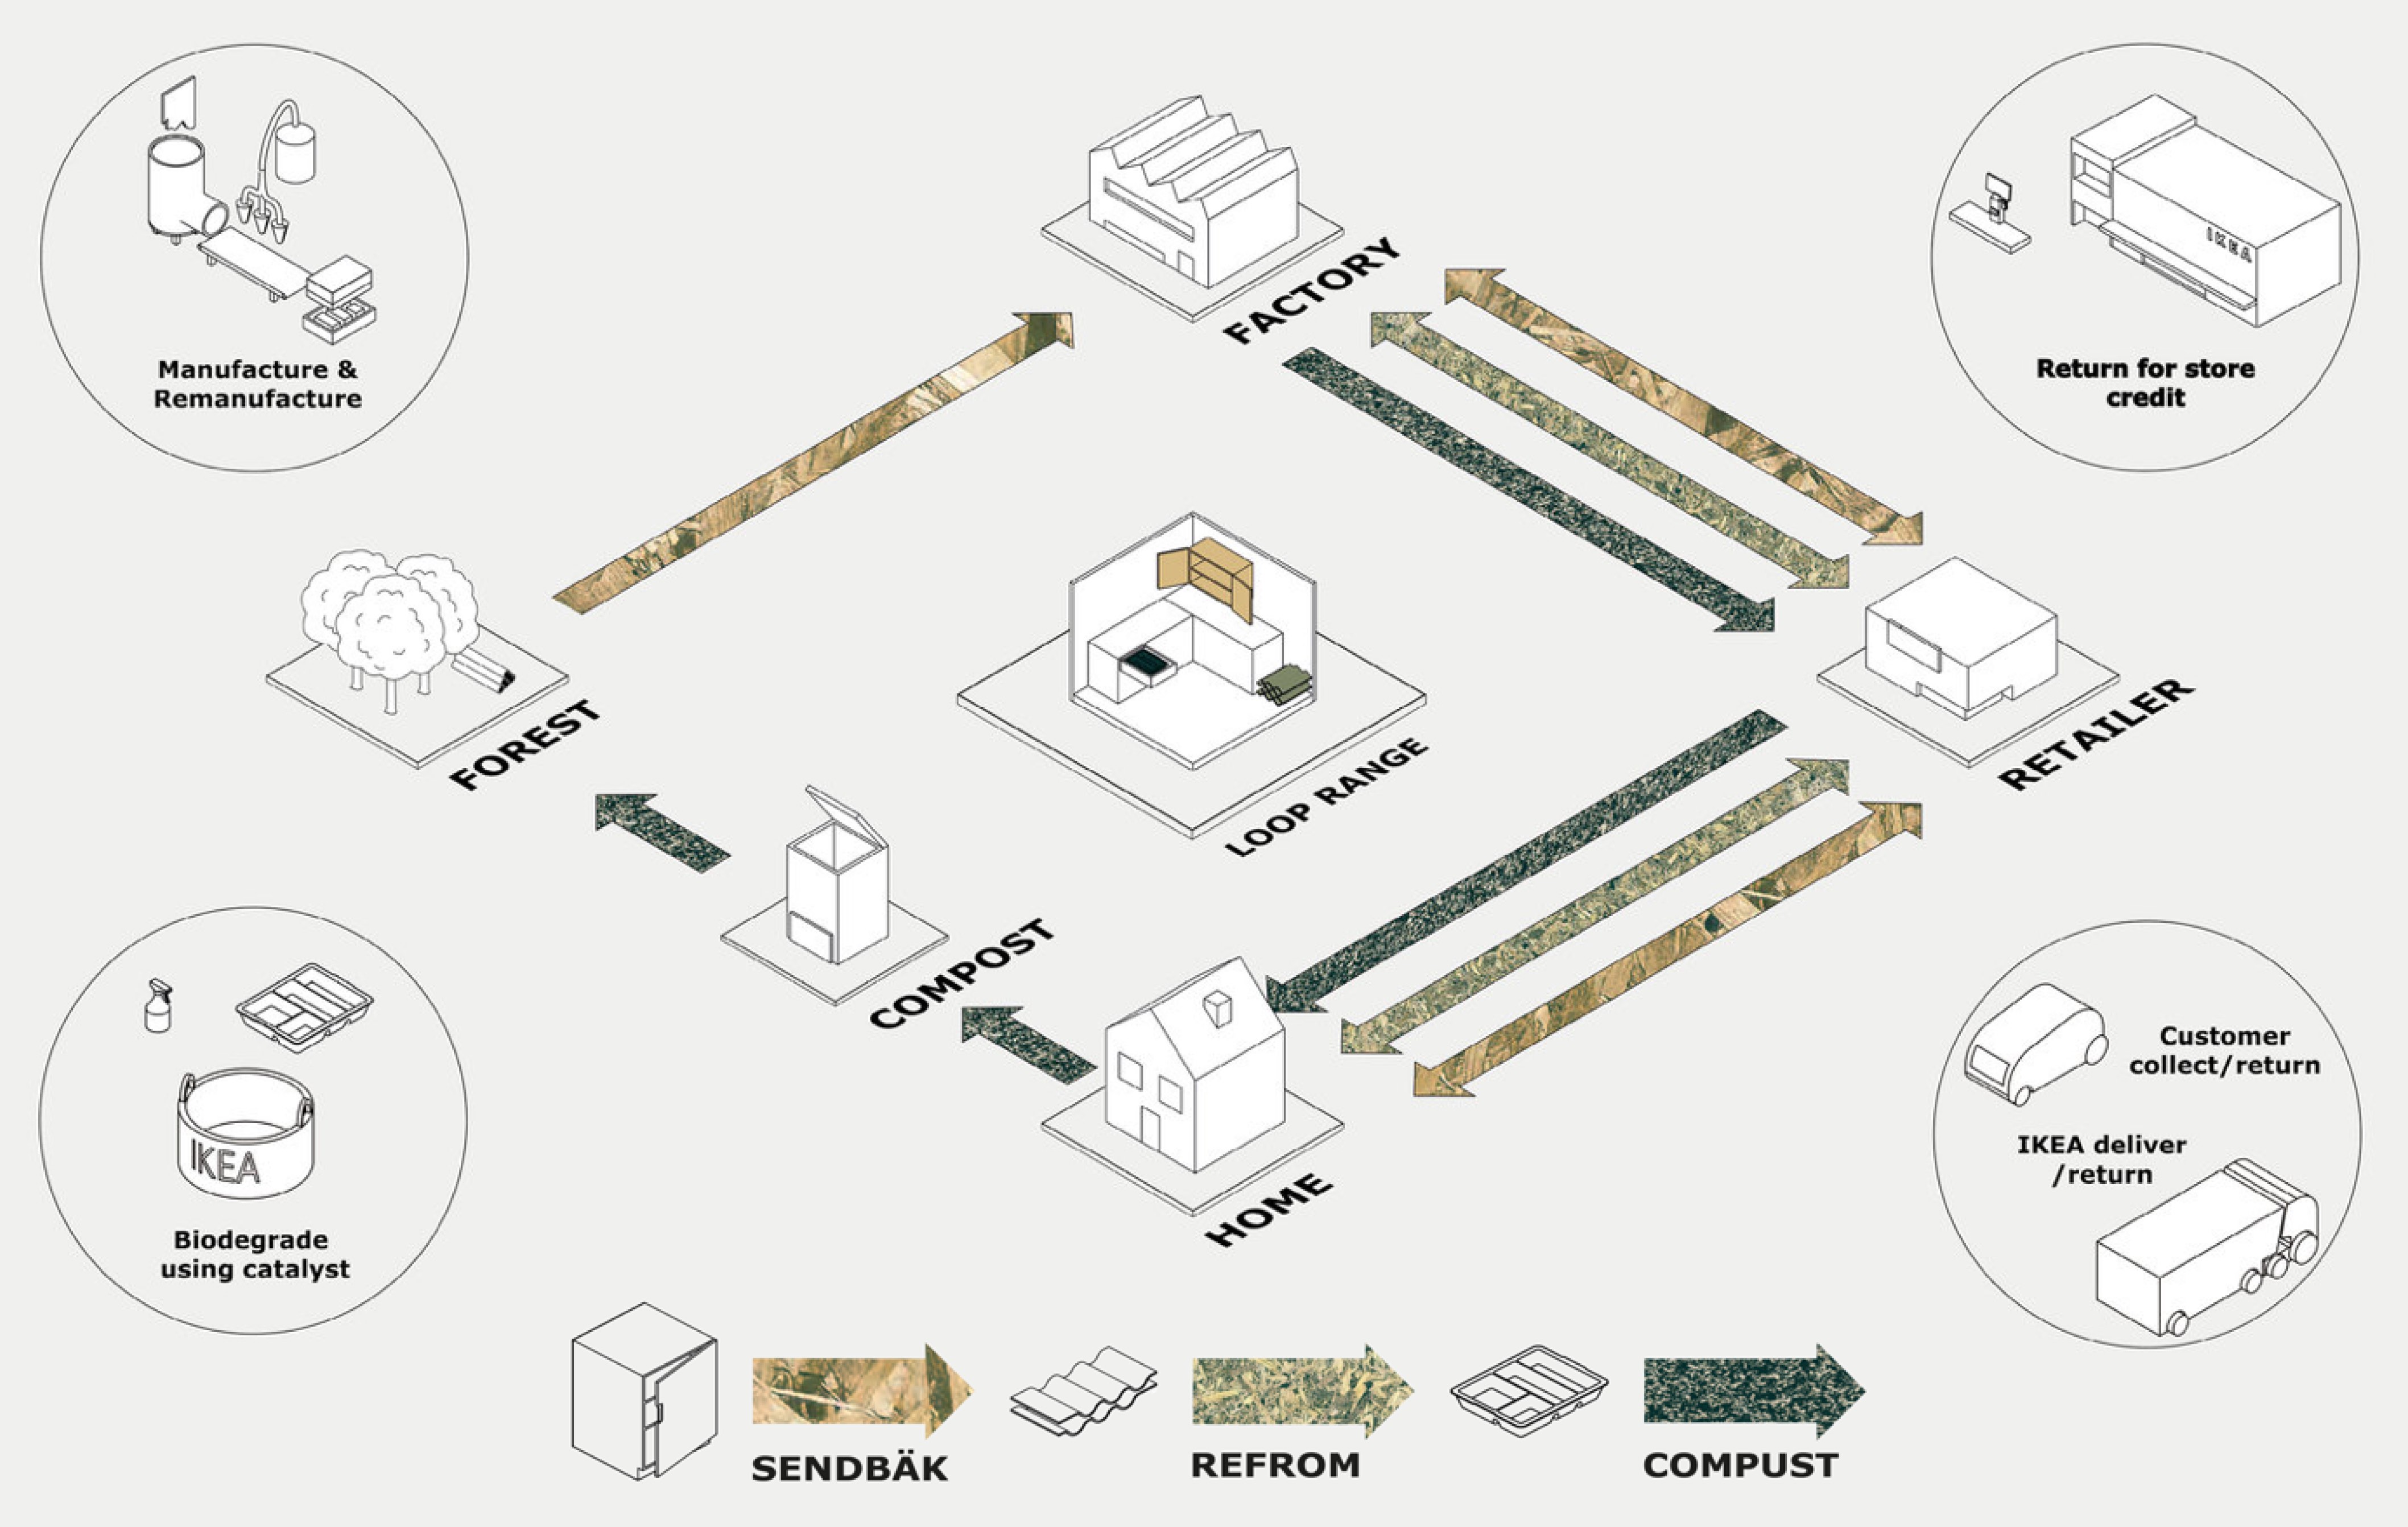 Manufacture &
Remanufacture
FACTORY
IKEA
Return for store
credit
FOREST
LOOP RANGE
RETAILER
COMPOST
HOME
IKEA
Biodegrade
using catalyst
Customer
collect/return
IKEA deliver
/return
SENDBÄK
REFROM
COMPUST